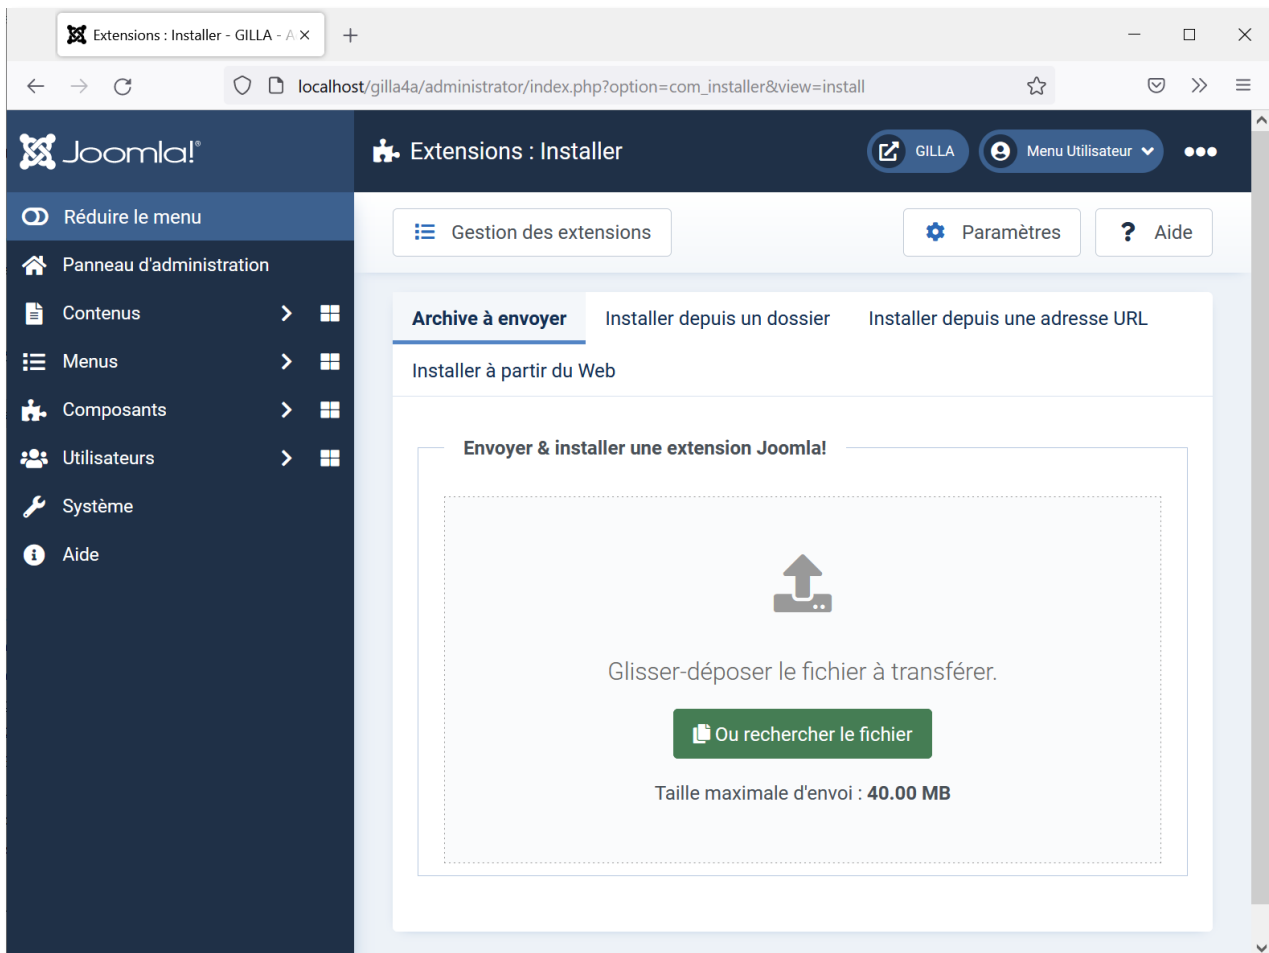 Extensions : Installer - GILLA - A
localhost/gilla4a/administrator/index.php?option=com_installer&view=install
Joomla!®
Extensions : Installer
GILLA
Menu Utilisateur
Réduire le menu
Panneau d'administration
Contenus
Menus
Composants
Utilisateurs
Système
Aide
Gestion des extensions
Paramètres
? Aide
Archive à envoyer
Installer depuis un dossier
Installer depuis une adresse URL
Installer à partir du Web
Envoyer & installer une extension Joomla!
Glisser-déposer le fichier à transférer.
Ou rechercher le fichier
Taille maximale d'envoi : 40.00 MB